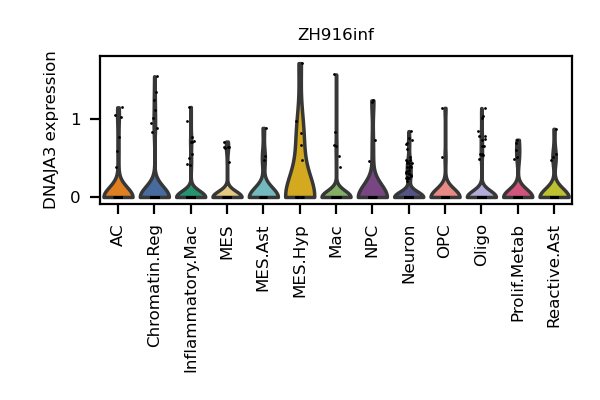 ZH916inf
DNAJA3 expression
1
0
AC
Chromatin.Reg
Inflammatory.Mac
MES
MES.Ast
MES.Hyp
Mac
NPC
Neuron
OPC
Oligo
Prolif.Metab
Reactive.Ast